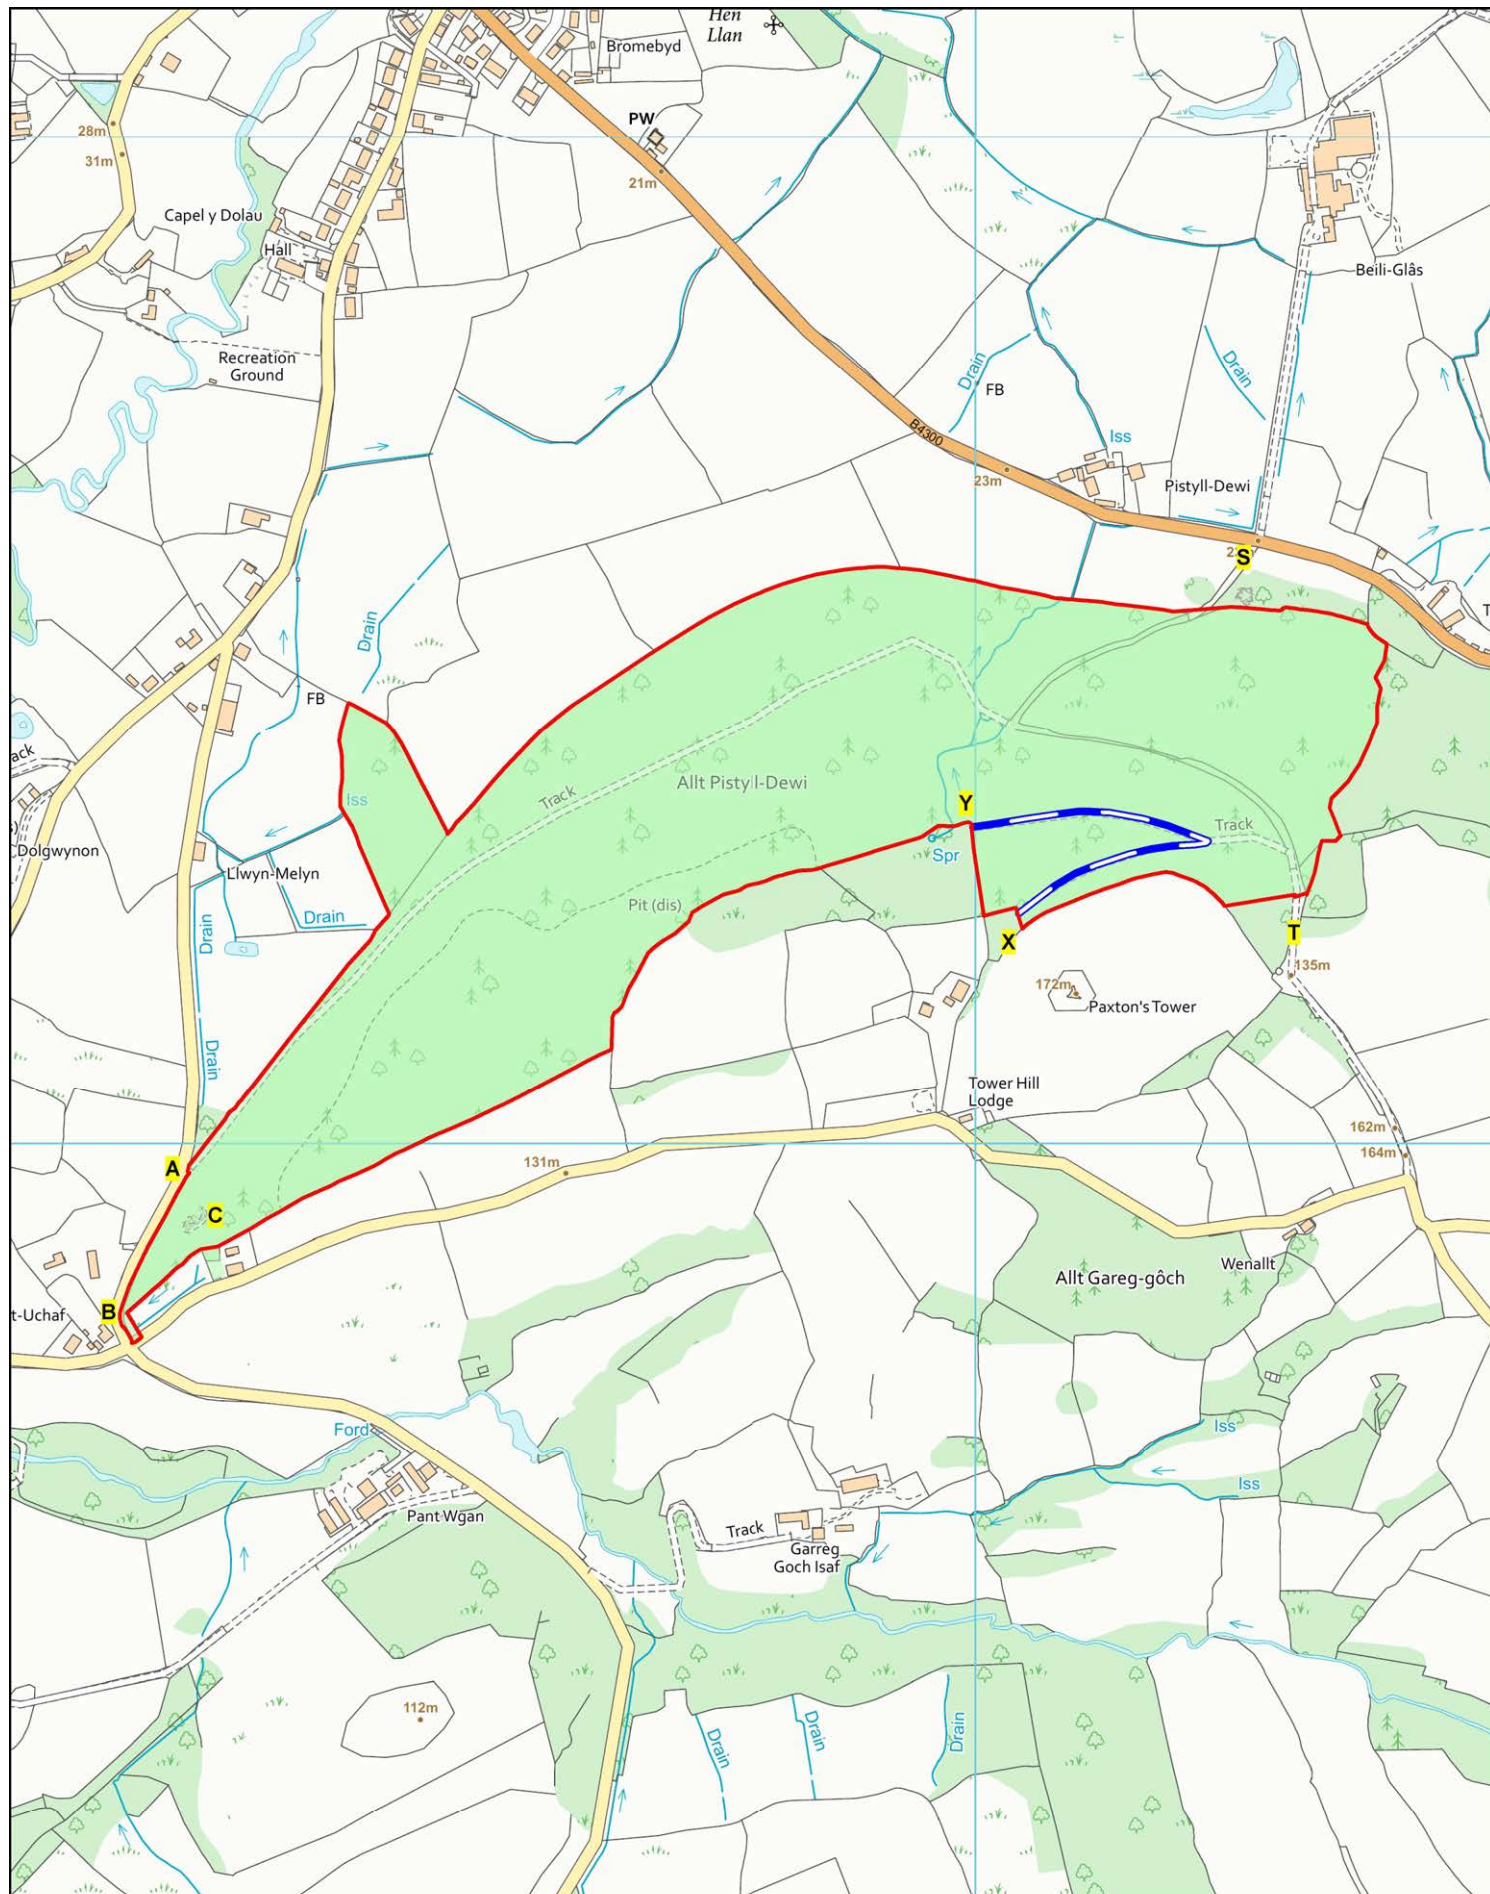 Hen
Llan
Bromebyd
28m
PW
31m
21m
Capel y Dolau
Hall
Beili-Glâs
Recreation
Ground
Drain
Drain
FB
B4300
Iss
23m
Pistyll-Dewi
S
Drain
FB
Track
Allt Pistyll-Dewi
Iss
Y
Track
Dolgwynon
Spr
Llwyn-Melyn
Pit (dis)
Drain
Drain
X
T
135m
172m
Paxton's Tower
Drain
Tower Hill
Lodge
162m
164m
131m
A
C
Wenallt
Allt Gareg-gôch
B
t-Uchaf
Ford
Iss
Iss
Pant Wgan
Track
Garreg
Goch Isaf
112m
Drain
Drain
Drain